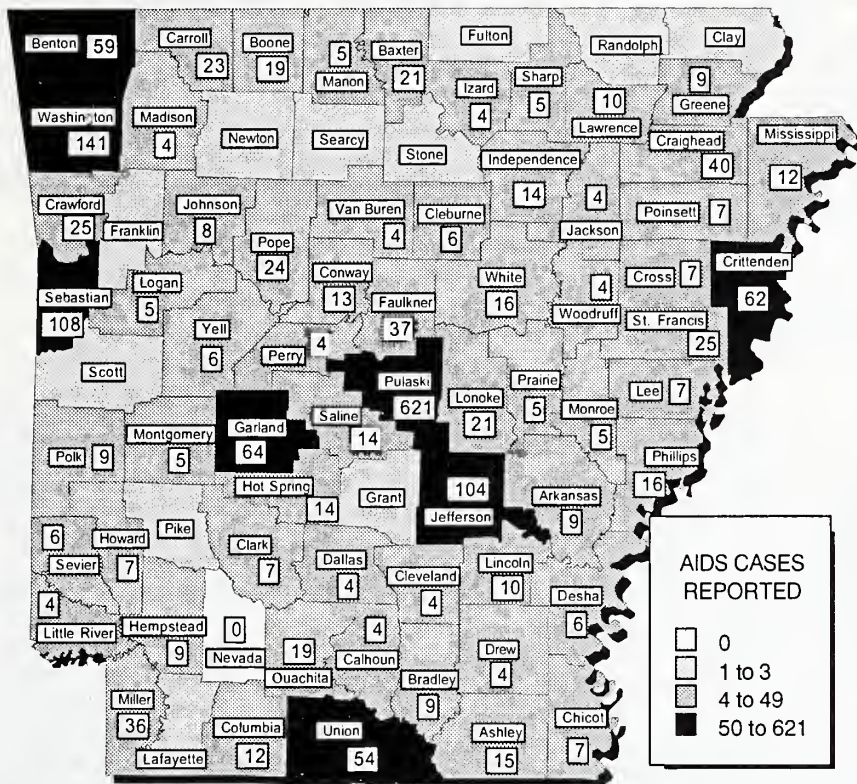 Benton 59
Carroll
23
Boone
19
5
Manon
Baxter
21
Fulton
Randolph
Clay
Izard
4
Sharp
5
9
Greene
10
Lawrence
Washington
141
Madison
4
Newton
Searcy
Stone
Independence
14
Craighead
40
Mississippi
12
Crawford
25
Franklin
Johnson
8
Pope
24
Van Buren
4
Cleburne
6
4
Jackson
Poinsett 7
Logan
5
Conway
13
Faulkner
37
White
16
4
Woodruff
Cross 7
Crittenden
62
St. Francis
25
Sebastian
108
Yell
6
Perry 4
Scott
Pulaski
621
Lonoke
21
Praine
5
Monroe
5
Lee 7
Polk 9
Montgomery
5
Garland
64
Saline
14
Phillips
16
Hot Spring
14
Grant
104
Jefferson
Arkansas
9
6
Sevier
Howard
7
Pike
Clark
7
Dallas
4
Cleveland
4
Lincoln
10
Desha
6
4
Little River
Hempstead
9
0
Nevada
19
Ouachita
4
Calhoun
Bradley
9
Drew
4
Miller
36
Lafayette
Columbia
12
Union
54
Ashley
15
Chicot
7
AIDS CASES
REPORTED
0
1 to 3
4 to 49
50 to 621